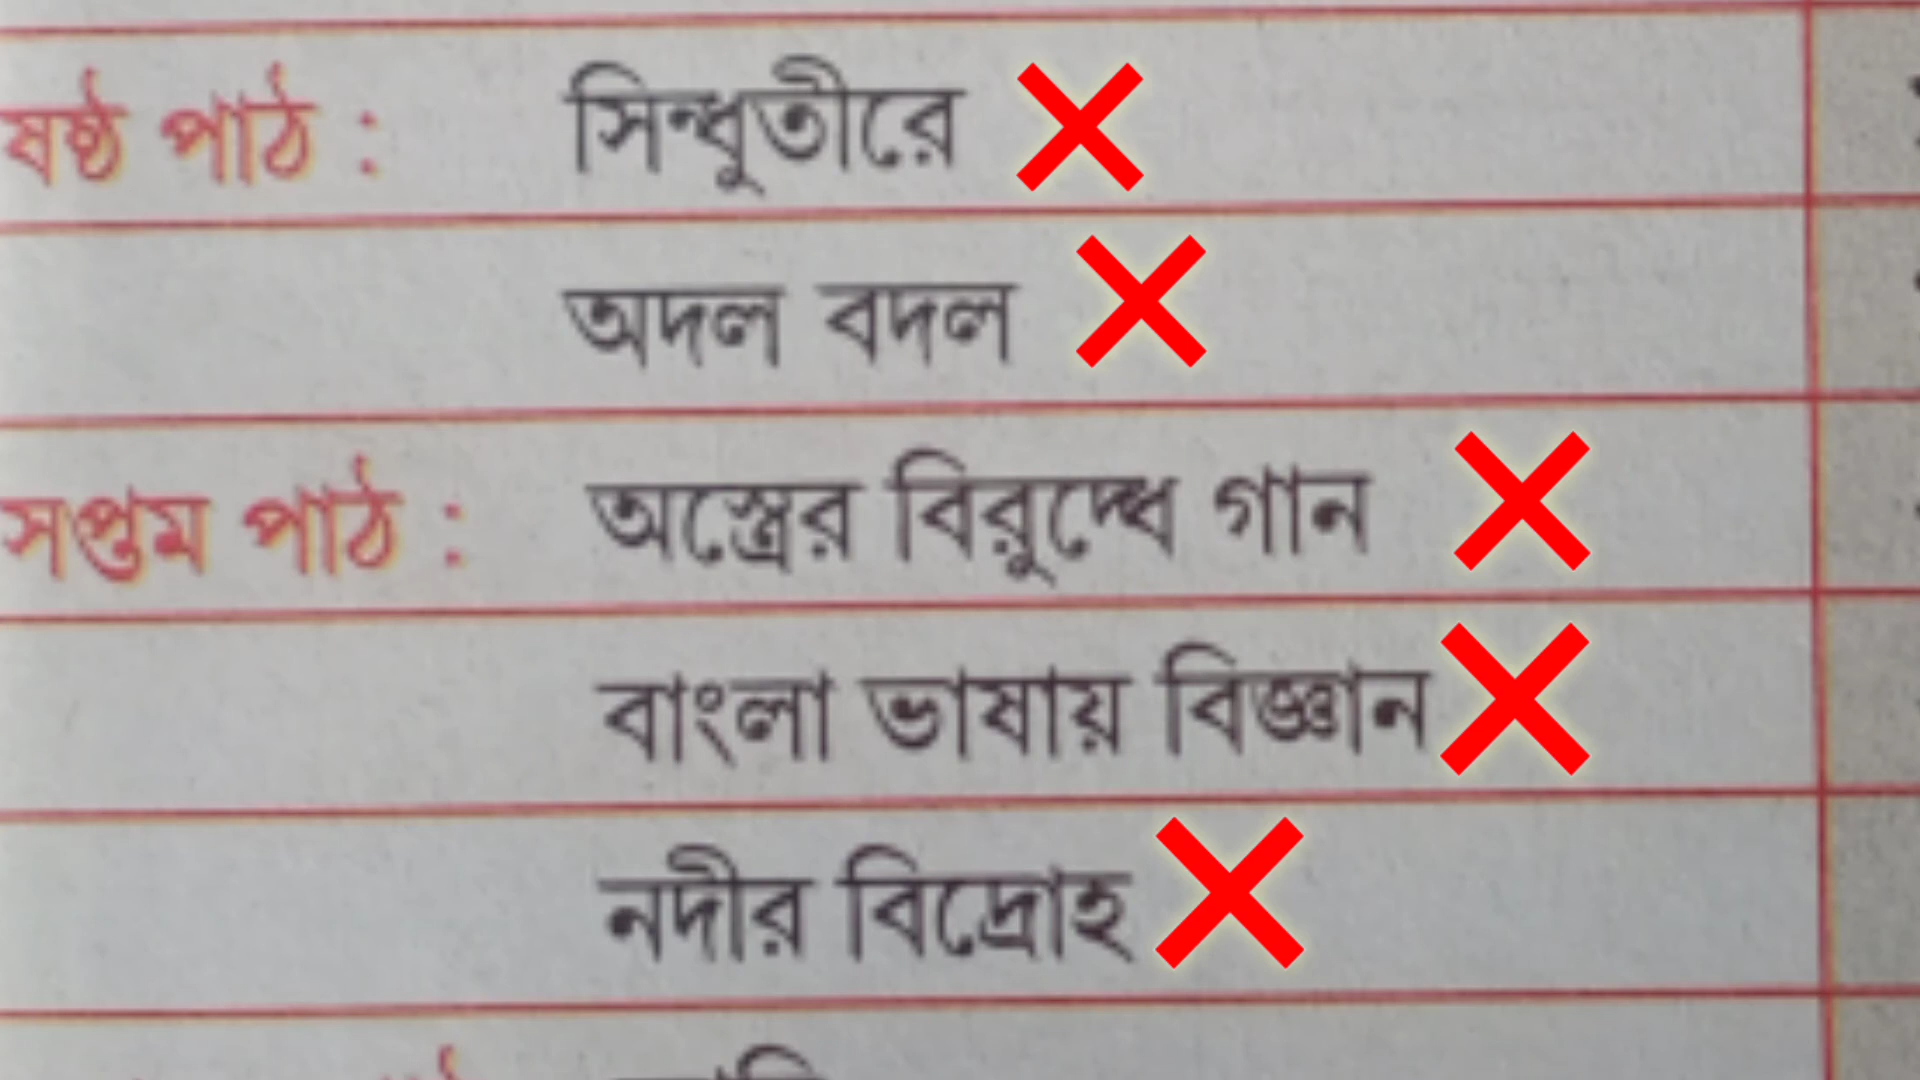 ষষ্ঠ পাঠ : সিন্ধুতীরে
অদল বদল
সপ্তম পাঠ : অস্ত্রের বিরুদ্ধে গান
বাংলা ভাষায় বিজ্ঞান
নদীর বিদ্রোহ